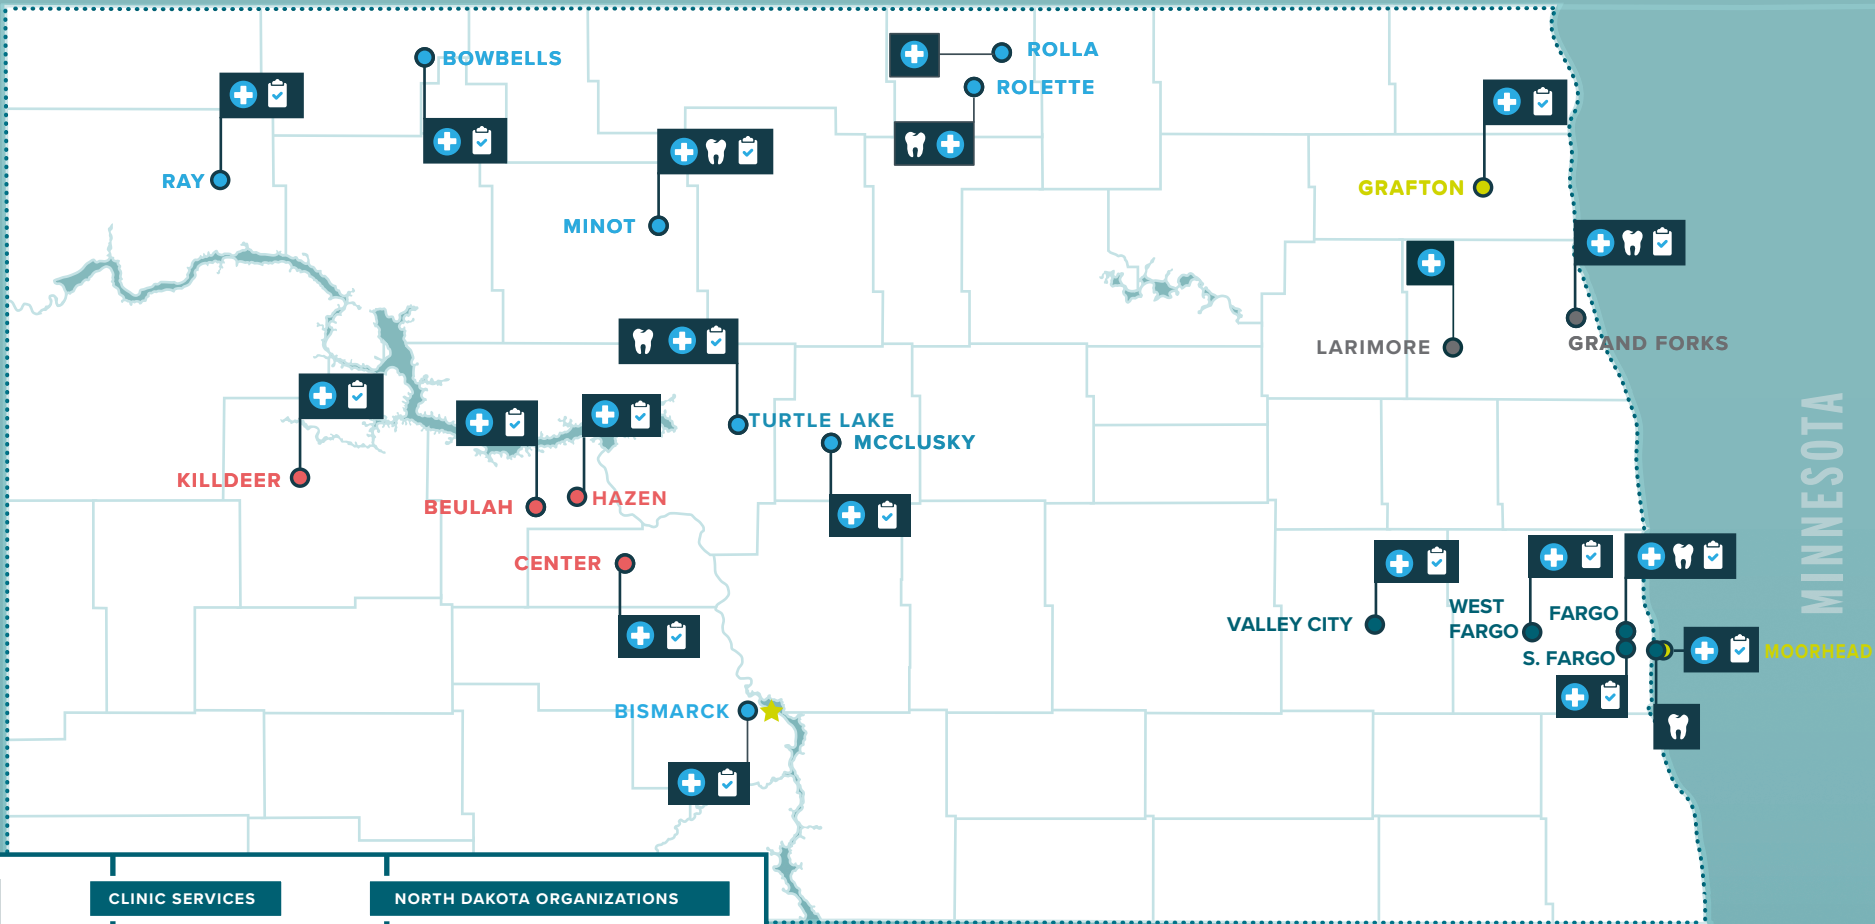 ROLLA
BOWBELLS
ROLETTE
RAY
GRAFTON
MINOT
GRAND FORKS
LARIMORE
TURTLE LAKE
MCCLUSKY
KILLDEER
HAZEN
BEULAH
MINNESOTA
CENTER
WEST
FARGO
FARGO
VALLEY CITY
S. FARGO
MOORHEAD
BISMARCK
CLINIC SERVICES
NORTH DAKOTA ORGANIZATIONS